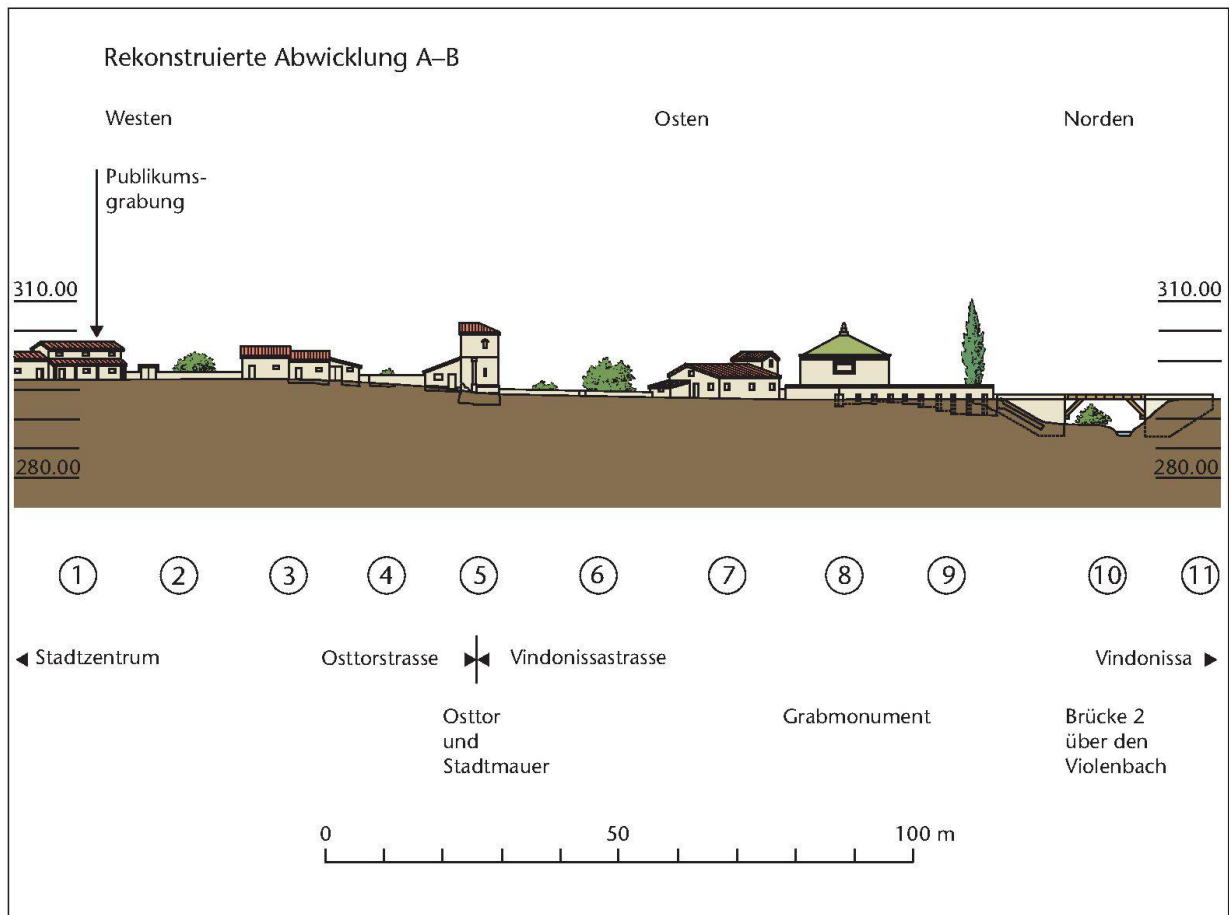 Rekonstruierte Abwicklung A–B
Westen
Osten
Norden
Publikums-
grabung
310.00
310.00
280.00
280.00
1 2 3 4 5 6 7 8 9 10 11
Stadtzentrum
Osttorstrasse
Vindonissastrasse
Vindonissa
Osttor
und
Stadtmauer
Grabmonument
Brücke 2
über den
Violenbach
0 50 100 m